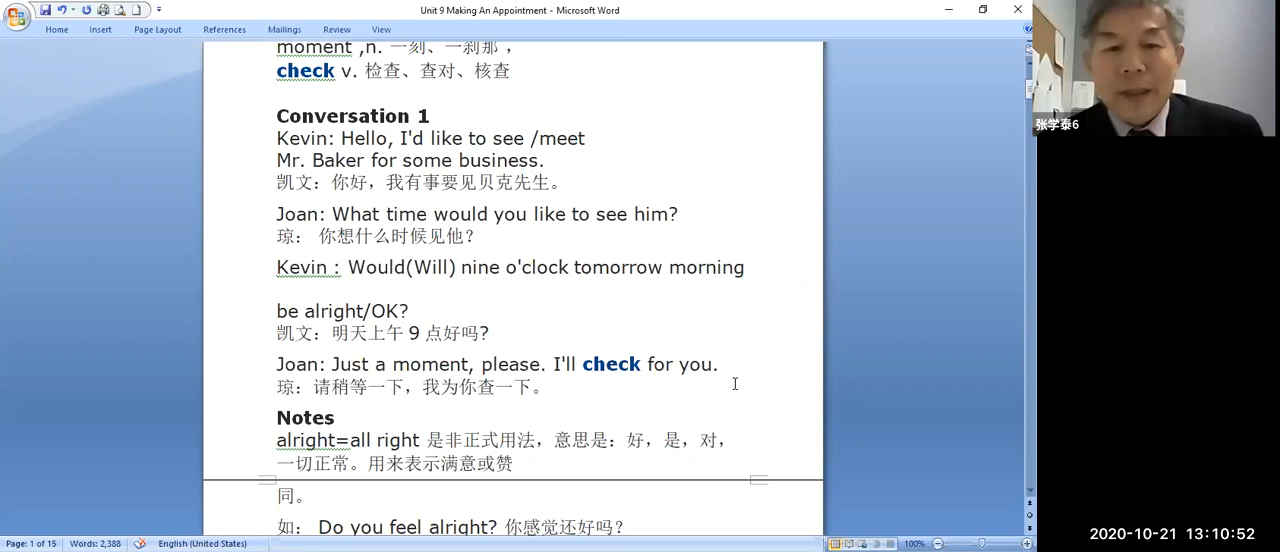 Unit 9 Making An Appointment - Microsoft Word
Home Insert Page Layout References Mailings Review View
moment ,n. 一刻、一刹那 ,
check v. 检查、查对、核查
Conversation 1
Kevin: Hello, I'd like to see /meet
Mr. Baker for some business.
凯文：你好，我有事要见贝克先生。
Joan: What time would you like to see him?
琼： 你想什么时候见他？
Kevin : Would(Will) nine o'clock tomorrow morning
be alright/OK?
凯文：明天上午 9 点好吗?
Joan: Just a moment, please. I'll check for you.
琼：请稍等一下，我为你查一下。
Notes
alright=all right 是非正式用法，意思是：好，是，对，
一切正常。用来表示满意或赞
同。
如： Do you feel alright? 你感觉还好吗？
张学泰6
Page: 1 of 15 Words: 2,388 English (United States) 100%
2020-10-21 13:10:52